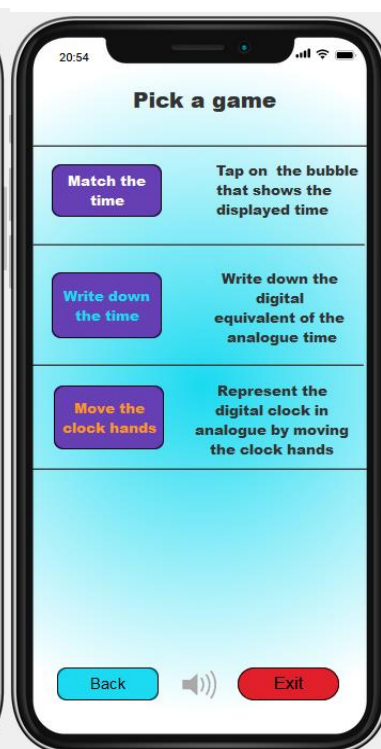 20:54
Pick a game
Match the
time
Tap on the bubble
that shows the
displayed time
Write down
the time
Write down the
digital
equivalent of the
analogue time
Move the
clock hands
Represent the
digital clock in
analogue by moving
the clock hands
Back
Exit